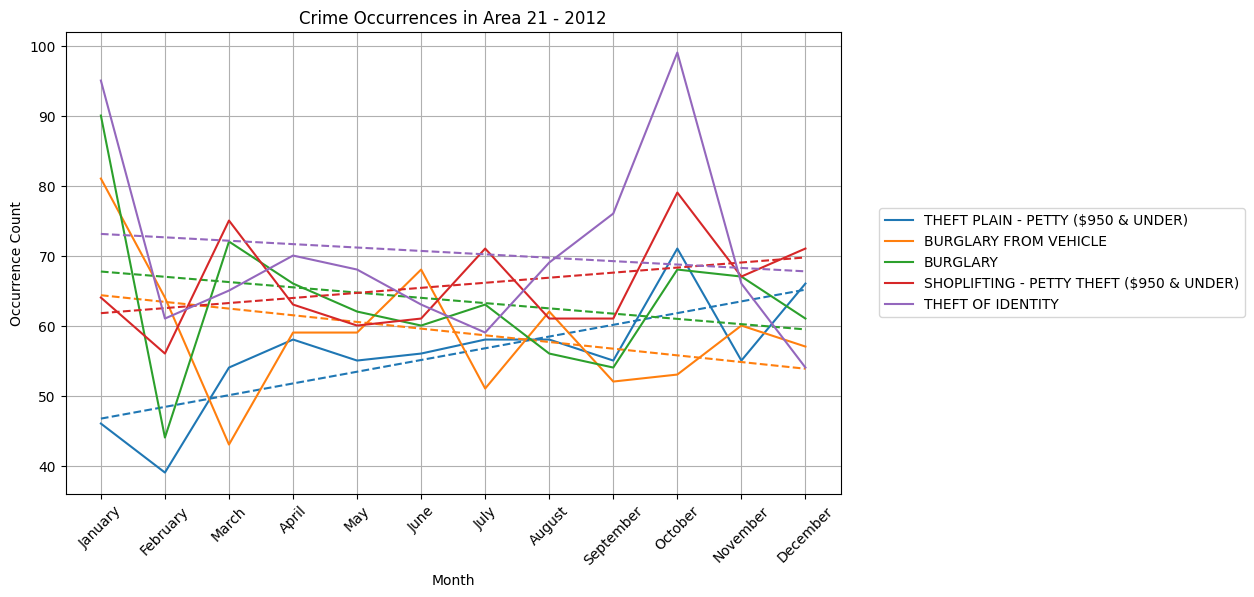 Crime Occurrences in Area 21 - 2012
Occurrence Count
100
90
80
70
60
50
40
January
February
March
April
May
June
July
August
September
October
November
December
Month
THEFT PLAIN - PETTY ($950 & UNDER)
BURGLARY FROM VEHICLE
BURGLARY
SHOPLIFTING - PETTY THEFT ($950 & UNDER)
THEFT OF IDENTITY